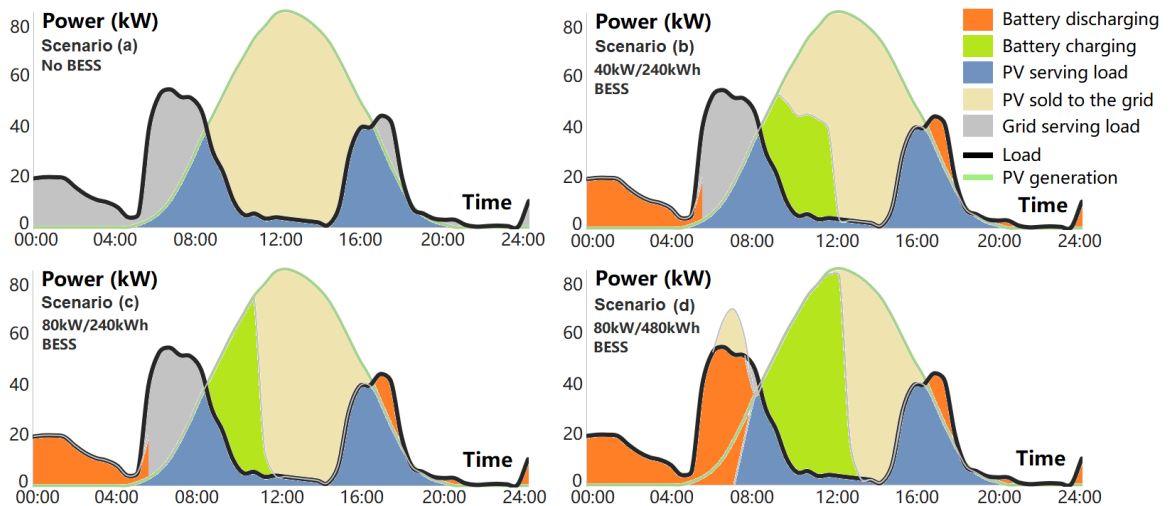 Power (kW)
Scenario (a)
No BESS
80
60
40
20
0
Time
00:00 04:00 08:00 12:00 16:00 20:00 24:00
Power (kW)
Scenario (b)
40kW/240kWh
BESS
80
60
40
20
0
Time
00:00 04:00 08:00 12:00 16:00 20:00 24:00
Battery discharging
Battery charging
PV serving load
PV sold to the grid
Grid serving load
Load
PV generation
Power (kW)
Scenario (c)
80kW/240kWh
BESS
80
60
40
20
0
Time
00:00 04:00 08:00 12:00 16:00 20:00 24:00
Power (kW)
Scenario (d)
80kW/480kWh
BESS
80
60
40
20
0
Time
00:00 04:00 08:00 12:00 16:00 20:00 24:00